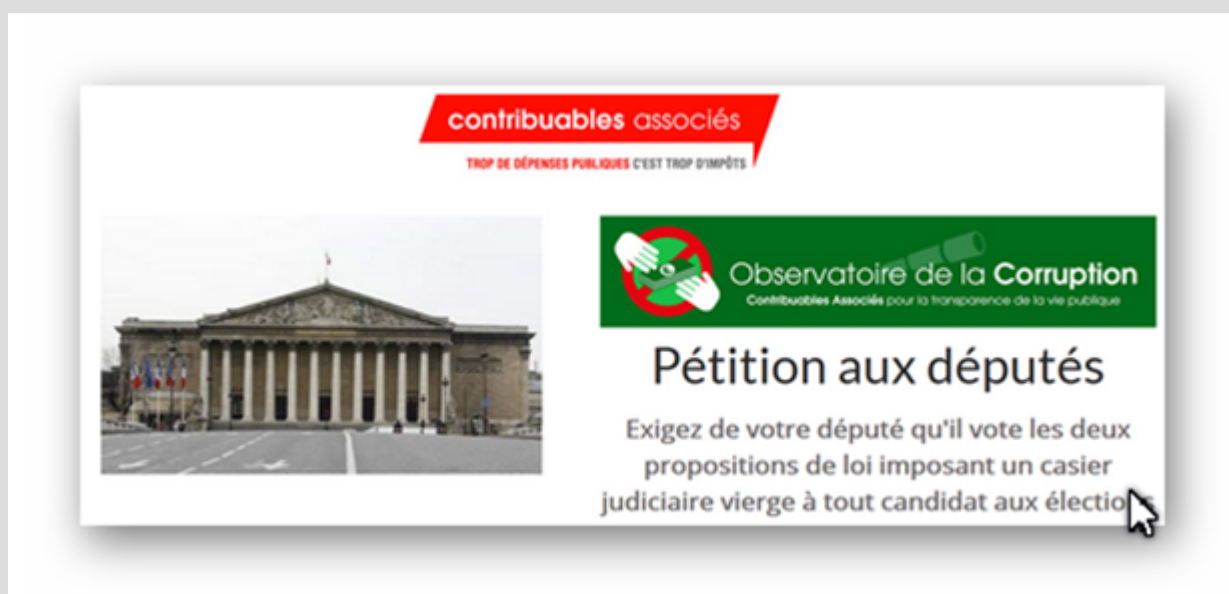 contribuables associés
TROP DE DÉPENSES PUBLIQUES C'EST TROP D'IMPÔTS
Observatoire de la Corruption
Contribuables Associés pour la transparence de la vie publique
Pétition aux députés
Exigez de votre député qu'il vote les deux
propositions de loi imposant un casier
judiciaire vierge à tout candidat aux élections